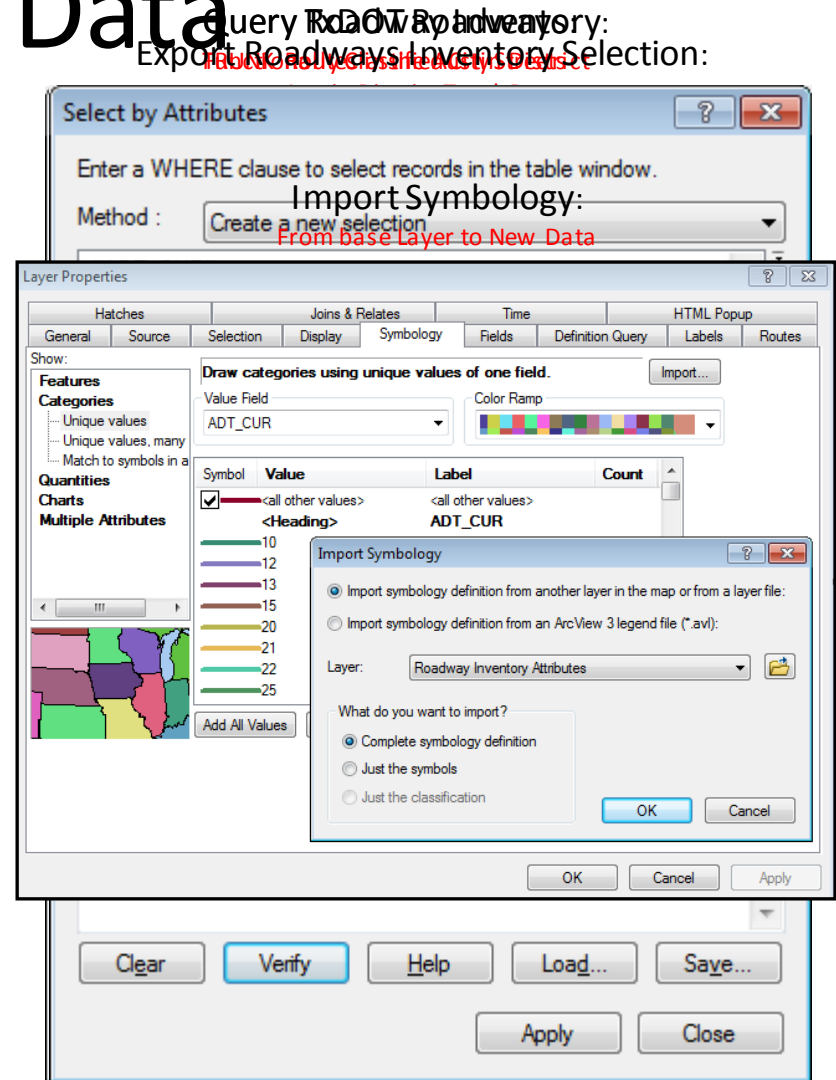 Data
Query TxDOT Roadway Inventory:
Export Roadways Inventory Selection:
Select by Attributes
Enter a WHERE clause to select records in the table window.
Import Symbology:
Method :
Create a new selection
From base Layer to New Data
Layer Properties
Hatches Joins & Relates Time HTML Popup
General Source Selection Display Symbology Fields Definition Query Labels Routes
Show:
Features
Categories
Unique values
Unique values, many
Match to symbols in a
Quantities
Charts
Multiple Attributes
Draw categories using unique values of one field.
Import...
Value Field
Color Ramp
ADT_CUR
Symbol Value Label Count
<all other values> <all other values>
<Heading> ADT_CUR
10
12
13
15
20
21
22
25
Add All Values
Import Symbology
Import symbology definition from another layer in the map or from a layer file:
Import symbology definition from an ArcView 3 legend file (*.avl):
Layer:
Roadway Inventory Attributes
What do you want to import?
Complete symbology definition
Just the symbols
Just the classification
OK Cancel
OK Cancel Apply
Clear Verify Help Load... Save...
Apply Close